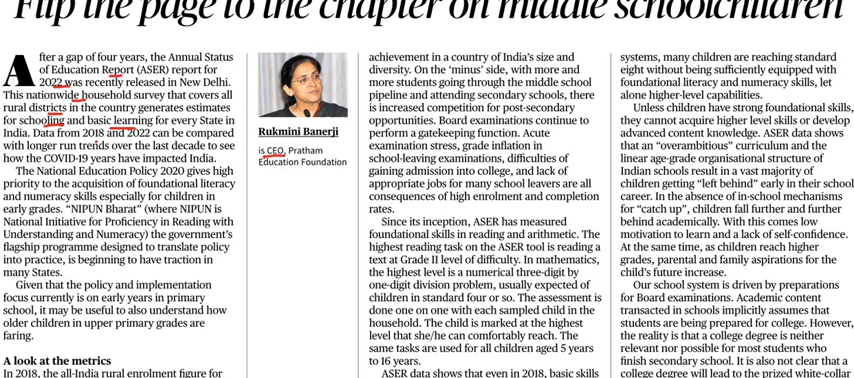 Flip the page to the chapter on middle schoolchildren
After a gap of four years, the Annual Status
of Education Report (ASER) report for
2022 was recently released in New Delhi.
This nationwide household survey that covers all
rural districts in the country generates estimates
for schooling and basic learning for every State in
India. Data from 2018 and 2022 can be compared
with longer run trends over the last decade to see
how the COVID-19 years have impacted India.
The National Education Policy 2020 gives high
priority to the acquisition of foundational literacy
and numeracy skills especially for children in
early grades. “NIPUN Bharat” (where NIPUN is
National Initiative for Proficiency in Reading with
Understanding and Numeracy) the government’s
flagship programme designed to translate policy
into practice, is beginning to have traction in
many States.
Given that the policy and implementation
focus currently is on early years in primary
school, it may be useful to also understand how
older children in upper primary grades are
faring.
A look at the metrics
In 2018, the all-India rural enrolment figure for
Rukmini Banerji
is CEO, Pratham
Education Foundation
achievement in a country of India’s size and
diversity. On the ‘minus’ side, with more and
more students going through the middle school
pipeline and attending secondary schools, there
is increased competition for post-secondary
opportunities. Board examinations continue to
perform a gatekeeping function. Acute
examination stress, grade inflation in
school-leaving examinations, difficulties of
gaining admission into college, and lack of
appropriate jobs for many school leavers are all
consequences of high enrolment and completion
rates.
Since its inception, ASER has measured
foundational skills in reading and arithmetic. The
highest reading task on the ASER tool is reading a
text at Grade II level of difficulty. In mathematics,
the highest level is a numerical three-digit by
one-digit division problem, usually expected of
children in standard four or so. The assessment is
done one on one with each sampled child in the
household. The child is marked at the highest
level that she/he can comfortably reach. The
same tasks are used for all children aged 5 years
to 16 years.
ASER data shows that even in 2018, basic skills
systems, many children are reaching standard
eight without being sufficiently equipped with
foundational literacy and numeracy skills, let
alone higher-level capabilities.
Unless children have strong foundational skills,
they cannot acquire higher level skills or develop
advanced content knowledge. ASER data shows
that an “overambitious” curriculum and the
linear age-grade organisational structure of
Indian schools result in a vast majority of
children getting “left behind” early in their school
career. In the absence of in-school mechanisms
for “catch up”, children fall further and further
behind academically. With this comes low
motivation to learn and a lack of self-confidence.
At the same time, as children reach higher
grades, parental and family aspirations for the
child’s future increase.
Our school system is driven by preparations
for Board examinations. Academic content
transacted in schools implicitly assumes that
students are being prepared for college. However,
the reality is that a college degree is neither
relevant nor possible for most students who
finish secondary school. It is also not clear that a
college degree will lead to the prized white-collar